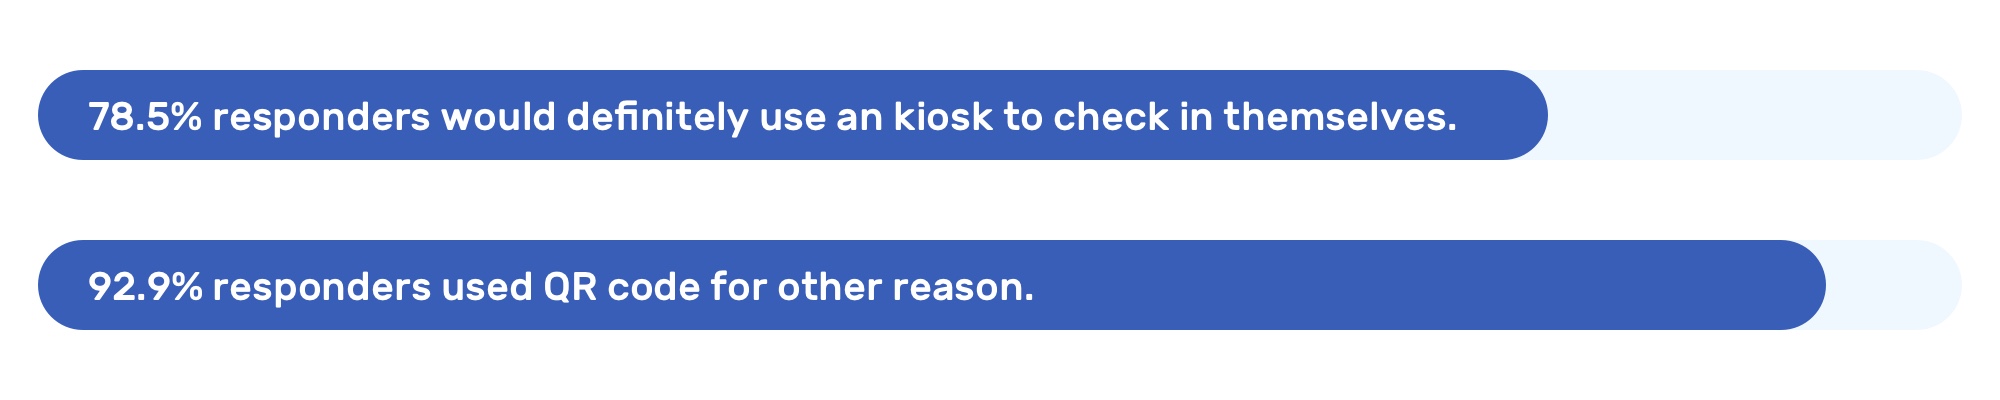 78.5% responders would definitely use an kiosk to check in themselves.
92.9% responders used QR code for other reason.